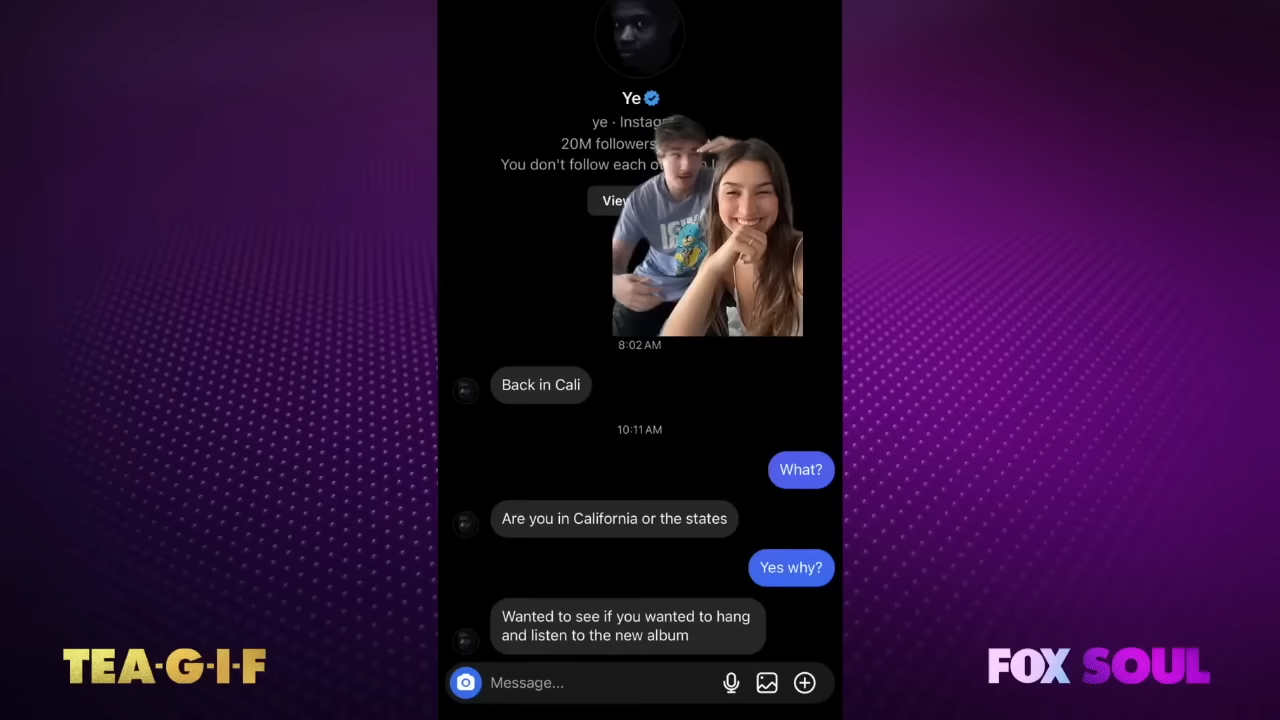 Ye
ye · Instag
20M followers
You don't follow each o
View
8:02 AM
Back in Cali
10:11 AM
What?
Are you in California or the states
Yes why?
Wanted to see if you wanted to hang
and listen to the new album
Message...
TEA-G-I-F
FOX SOUL